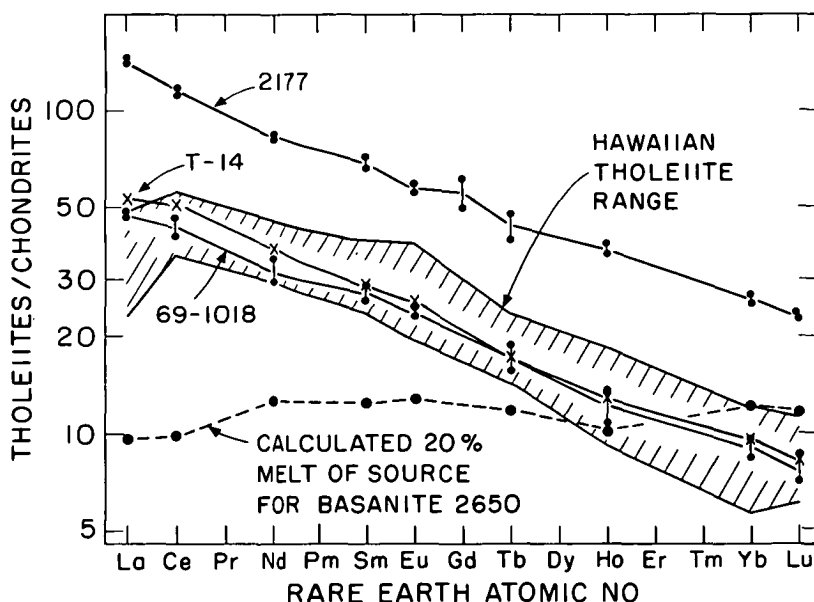 THOLEIITES/CHONDRITES
100
50
30
20
10
5
2177
T-14
69-1018
HAWAIIAN
THOLEIITE
RANGE
CALCULATED 20%
MELT OF SOURCE
FOR BASANITE 2650
La Ce Pr Nd Pm Sm Eu Gd Tb Dy Ho Er Tm Yb Lu
RARE EARTH ATOMIC NO